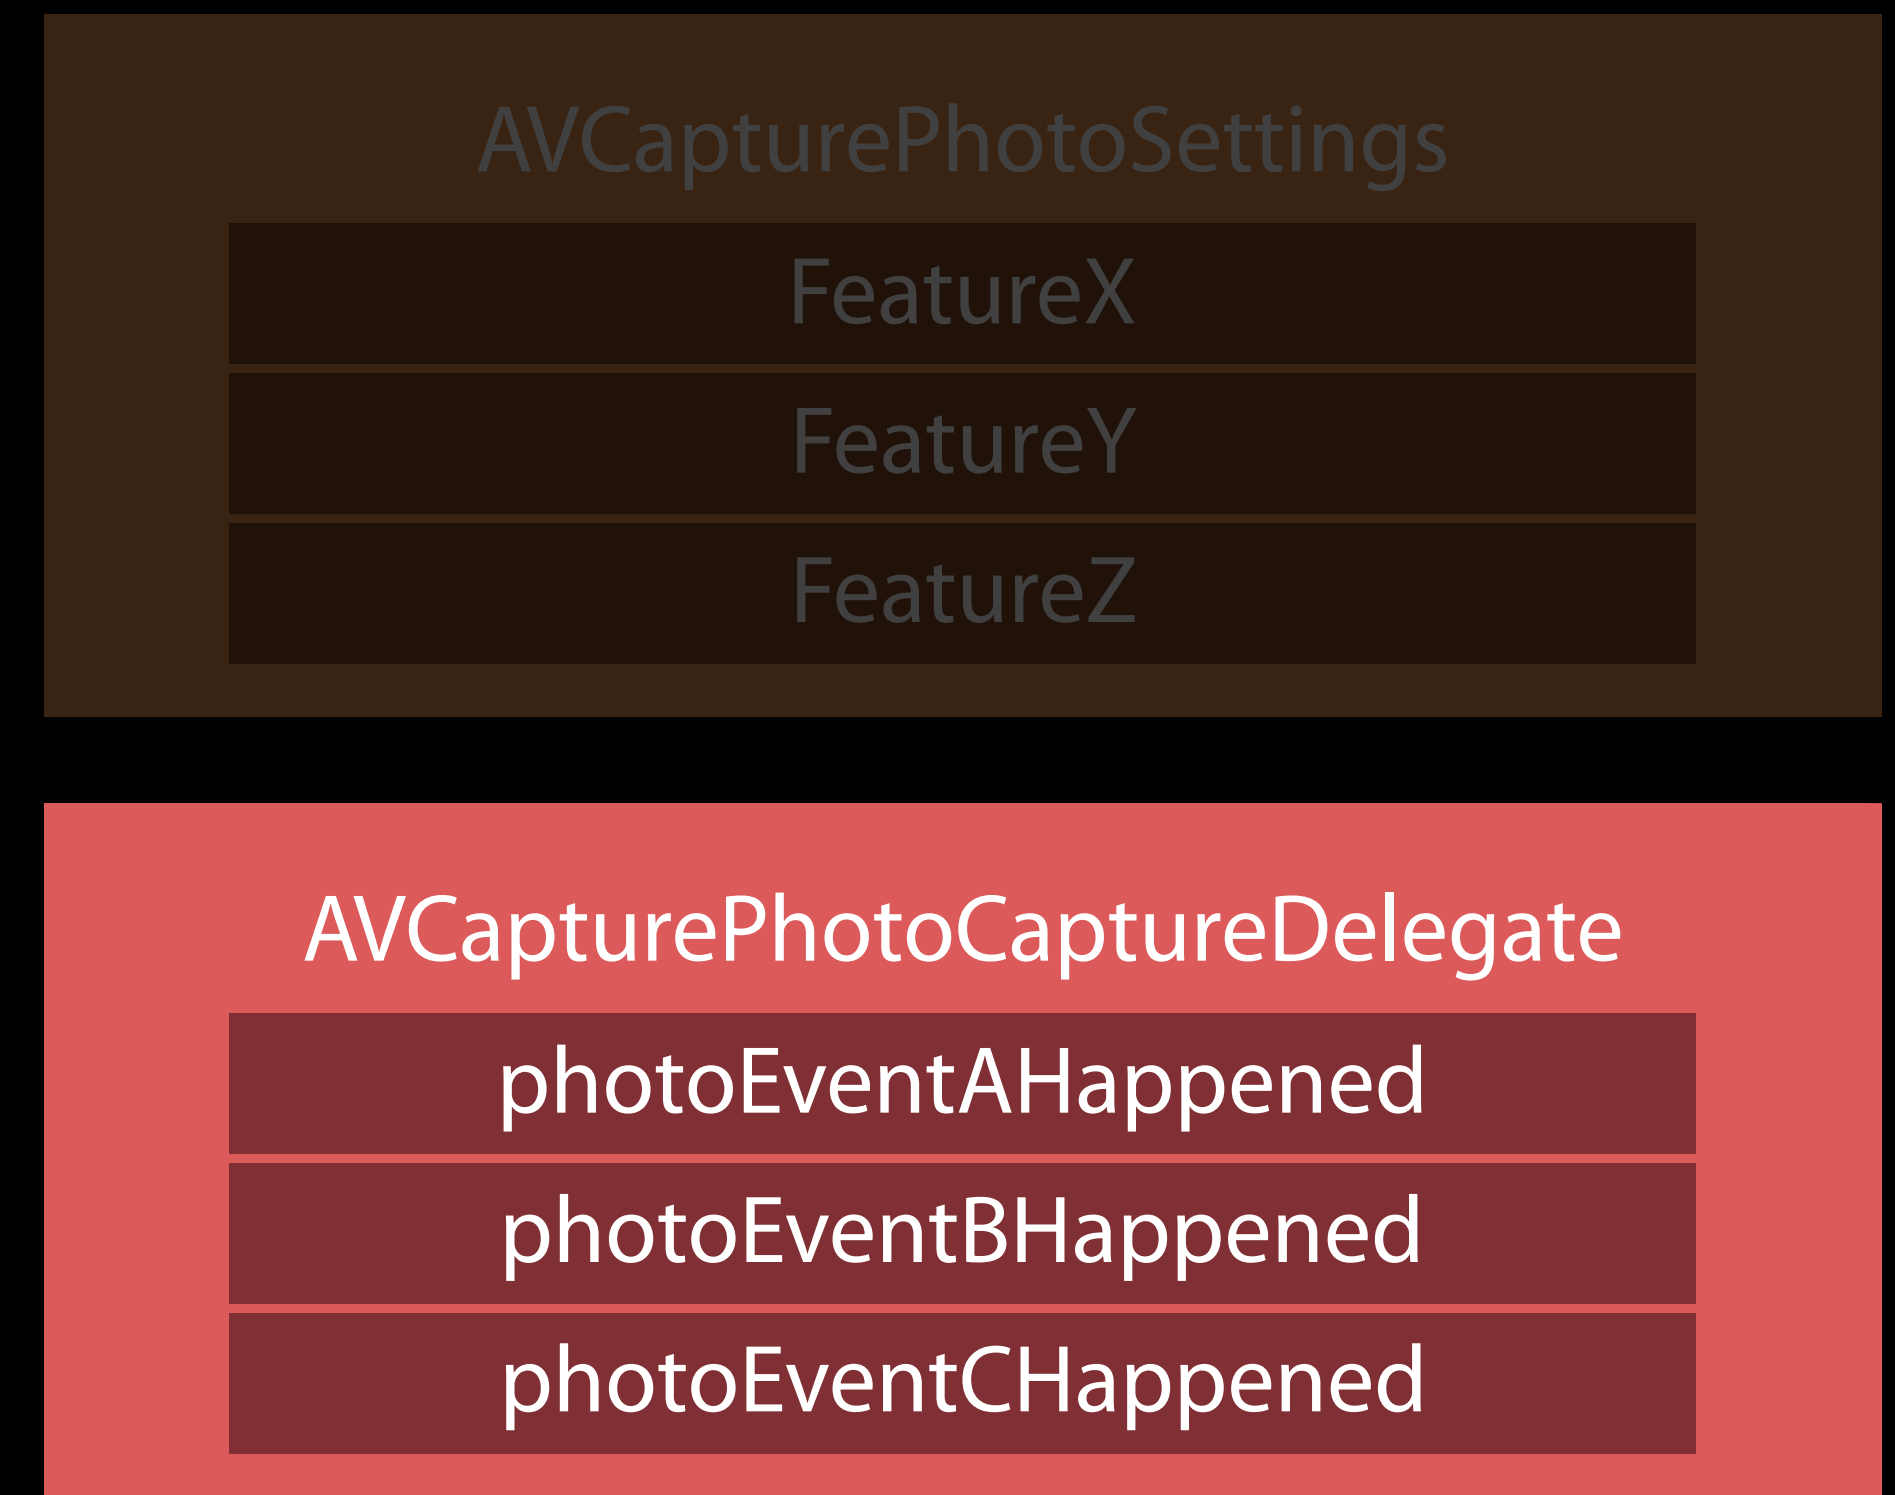 AVCapturePhotoSettings
FeatureX
FeatureY
FeatureZ
AVCapturePhotoCaptureDelegate
photoEventAHappened
photoEventBHappened
photoEventCHappened